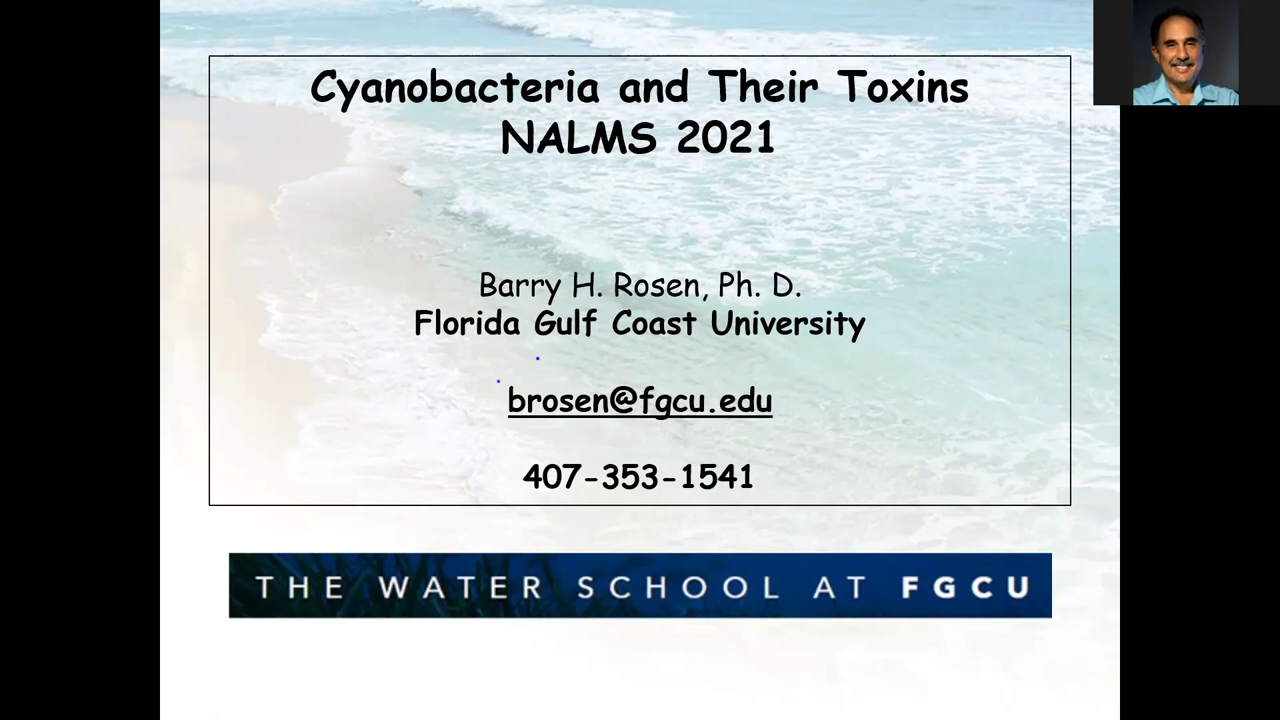 Cyanobacteria and Their Toxins
NALMS 2021
Barry H. Rosen, Ph. D.
Florida Gulf Coast University
brosen@fgcu.edu
407-353-1541
THE WATER SCHOOL AT FGCU